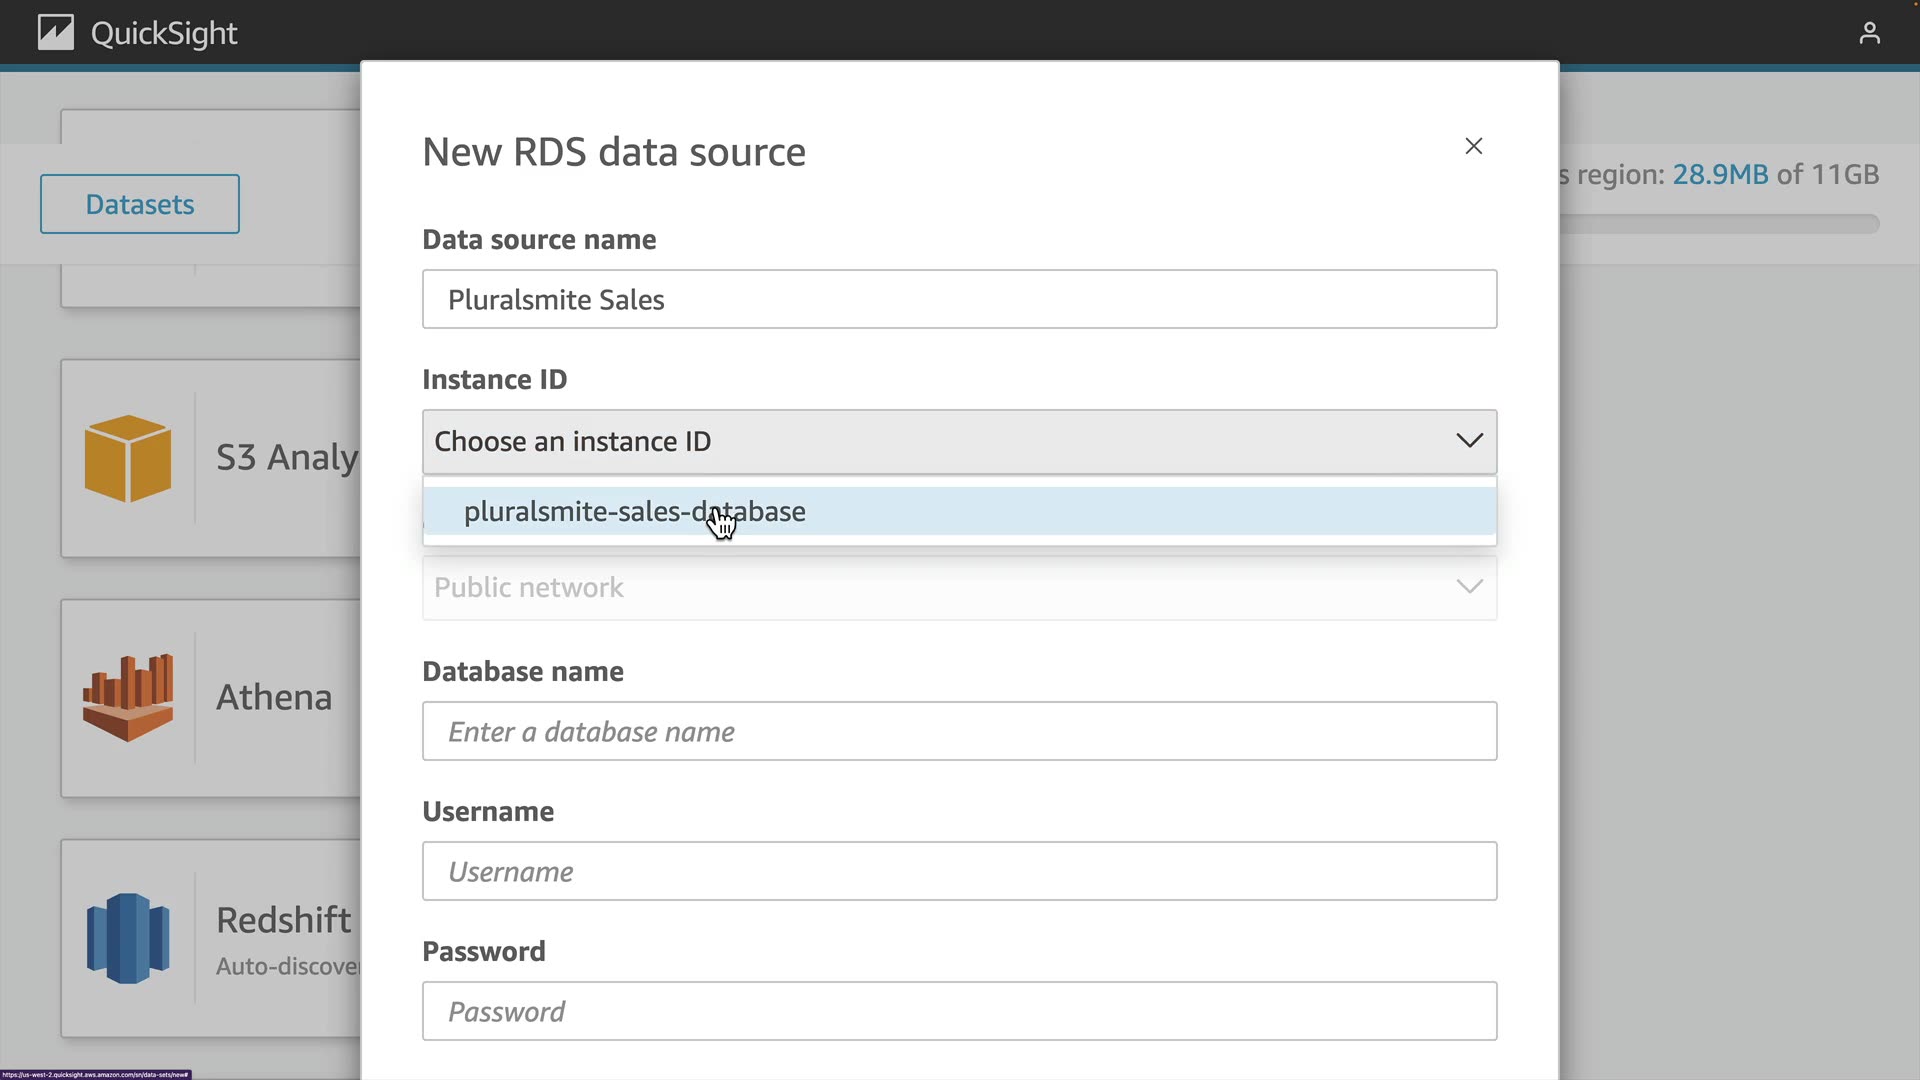 QuickSight
New RDS data source
s region: 28.9MB of 11GB
Datasets
Data source name
Pluralsmite Sales
Instance ID
Choose an instance ID
S3 Analy
pluralsmite-sales-database
Public network
Database name
Athena
Enter a database name
Username
Username
Redshift
Auto-discove
Password
Password
https://us-west-2.quicksight.aws.amazon.com/sn/data-sets/new#